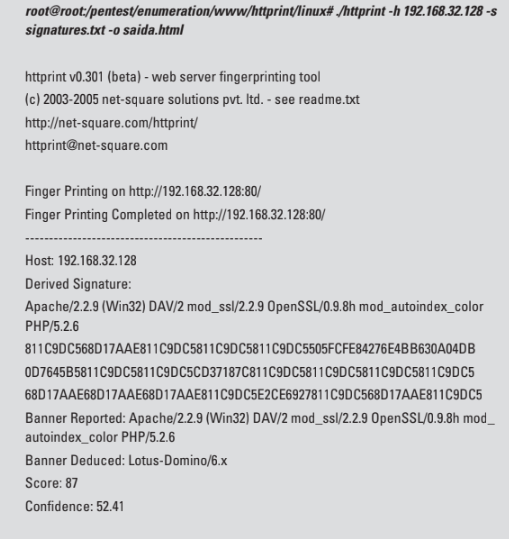 root@root:/pentest/enumeration/www/httprint/linux# ./httprint -h 192.168.32.128 -s
signatures.txt -o saida.html
httprint v0.301 (beta) - web server fingerprinting tool
(c) 2003-2005 net-square solutions pvt. ltd. - see readme.txt
http://net-square.com/httprint/
httprint@net-square.com
Finger Printing on http://192.168.32.128:80/
Finger Printing Completed on http://192.168.32.128:80/
--------------------------------------------------
Host: 192.168.32.128
Derived Signature:
Apache/2.2.9 (Win32) DAV/2 mod_ssl/2.2.9 OpenSSL/0.9.8h mod_autoindex_color
PHP/5.2.6
811C9DC568D17AAE811C9DC5811C9DC5811C9DC5505FCFE84276E4BB630A04DB
0D7645B5811C9DC5811C9DC5CD37187C811C9DC5811C9DC5811C9DC5811C9DC5
68D17AAE68D17AAE68D17AAE811C9DC5E2CE6927811C9DC568D17AAE811C9DC5
Banner Reported: Apache/2.2.9 (Win32) DAV/2 mod_ssl/2.2.9 OpenSSL/0.9.8h mod_
autoindex_color PHP/5.2.6
Banner Deduced: Lotus-Domino/6.x
Score: 87
Confidence: 52.41